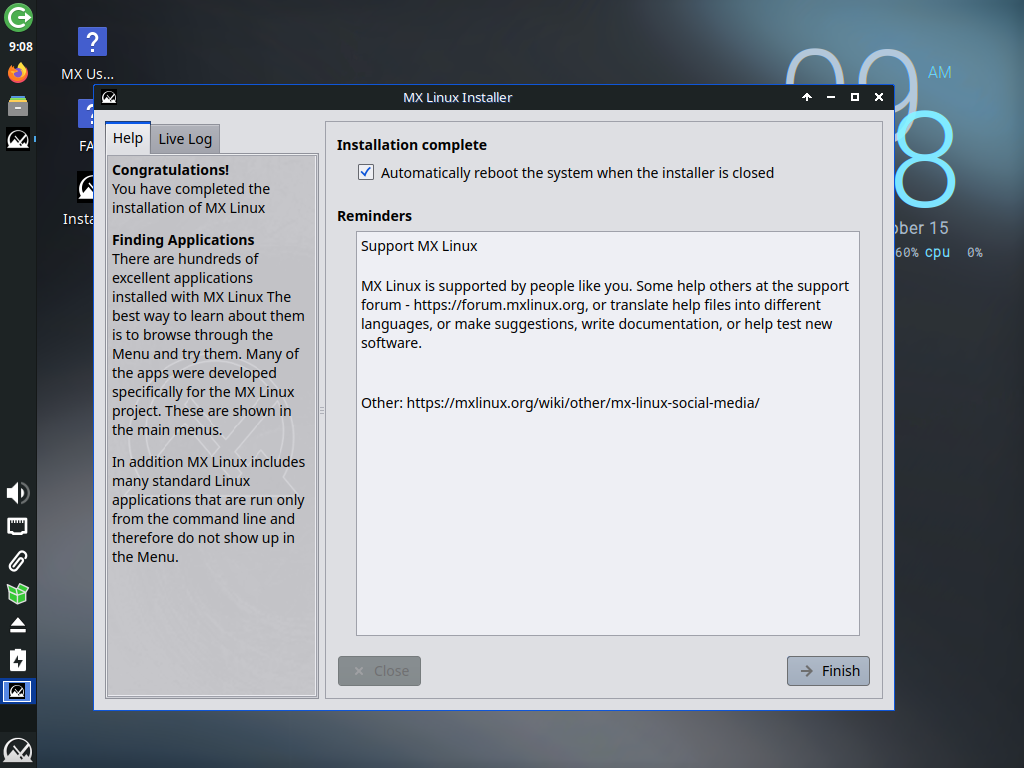 9:08
MX Us...
FA
Insta
09
AM
8
ober 15
60% cpu 0%
MX Linux Installer
Help
Live Log
Congratulations!
You have completed the
installation of MX Linux
Finding Applications
There are hundreds of
excellent applications
installed with MX Linux The
best way to learn about them
is to browse through the
Menu and try them. Many of
the apps were developed
specifically for the MX Linux
project. These are shown in
the main menus.
In addition MX Linux includes
many standard Linux
applications that are run only
from the command line and
therefore do not show up in
the Menu.
Installation complete
Automatically reboot the system when the installer is closed
Reminders
Support MX Linux
MX Linux is supported by people like you. Some help others at the support
forum - https://forum.mxlinux.org, or translate help files into different
languages, or make suggestions, write documentation, or help test new
software.
Other: https://mxlinux.org/wiki/other/mx-linux-social-media/
Close
Finish